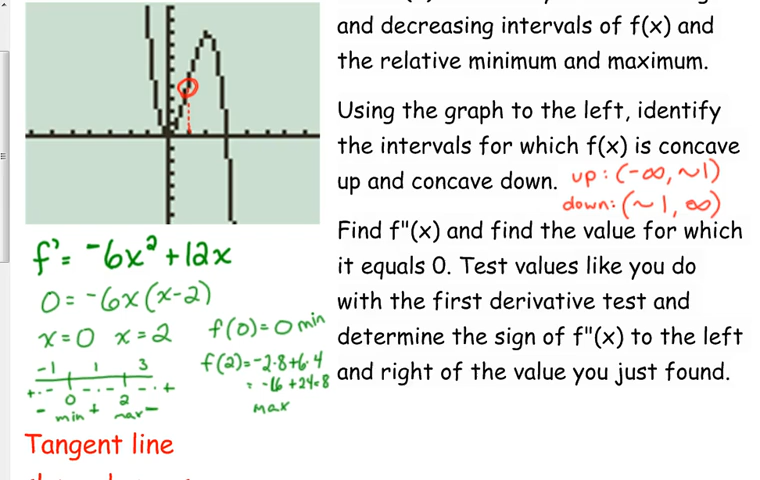 and decreasing intervals of f(x) and
the relative minimum and maximum.
Using the graph to the left, identify
the intervals for which f(x) is concave
up and concave down.
up: (-∞, ~1)
down: (~1, ∞)
Find f"(x) and find the value for which
it equals 0. Test values like you do
with the first derivative test and
determine the sign of f"(x) to the left
and right of the value you just found.
f' = -6x² + 12x
0 = -6x(x-2)
x = 0 x = 2
f(0) = 0 min
f(2) = -2·8+6·4
= -16 + 24 = 8
max
-1 1 3
+·- -·- -·+
0 2
- + -
min max
Tangent line